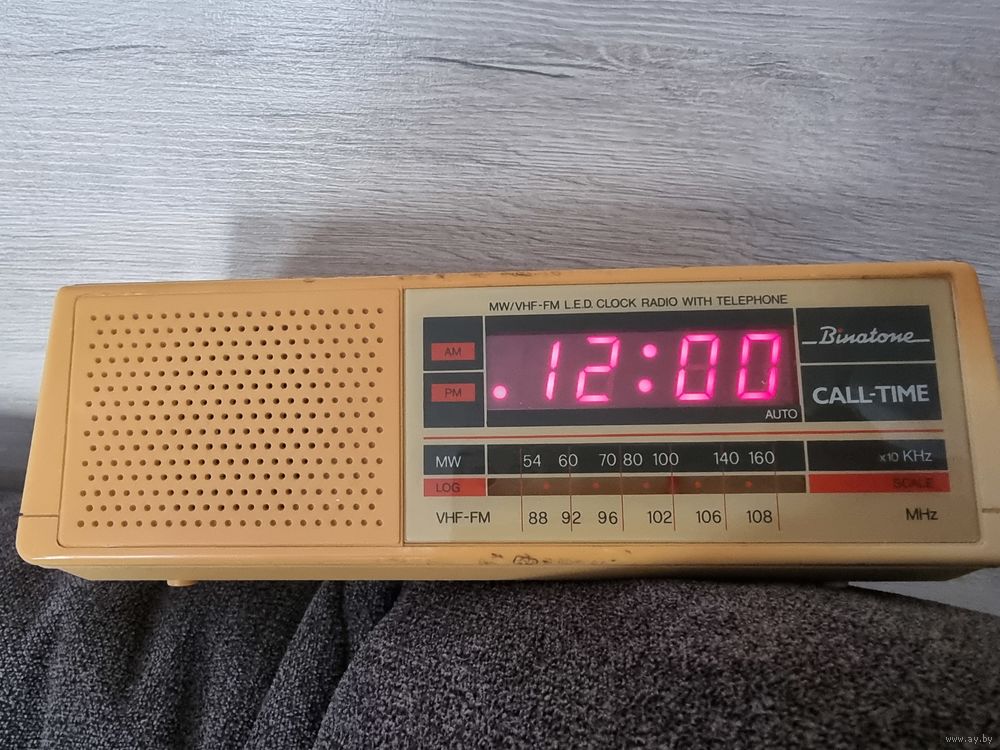 MW/VHF-FM L.E.D. CLOCK RADIO WITH TELEPHONE
AM
PM
12:00
AUTO
Binatone
CALL-TIME
MW 54 60 70 80 100 140 160 x10 KHz
LOG SCALE
VHF-FM 88 92 96 102 106 108 MHz
www.ay.by